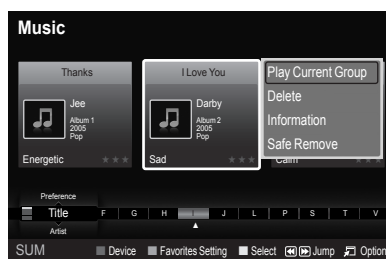 Music
Thanks
I Love You
Jee
Album 1
2005
Pop
Energetic
Darby
Album 2
2005
Pop
Sad
Play Current Group
Delete
Information
Safe Remove
Calm
Preference
Title
F G H I J L P S T V
Artist
SUM
Device
Favorites Setting
Select
Jump
Option